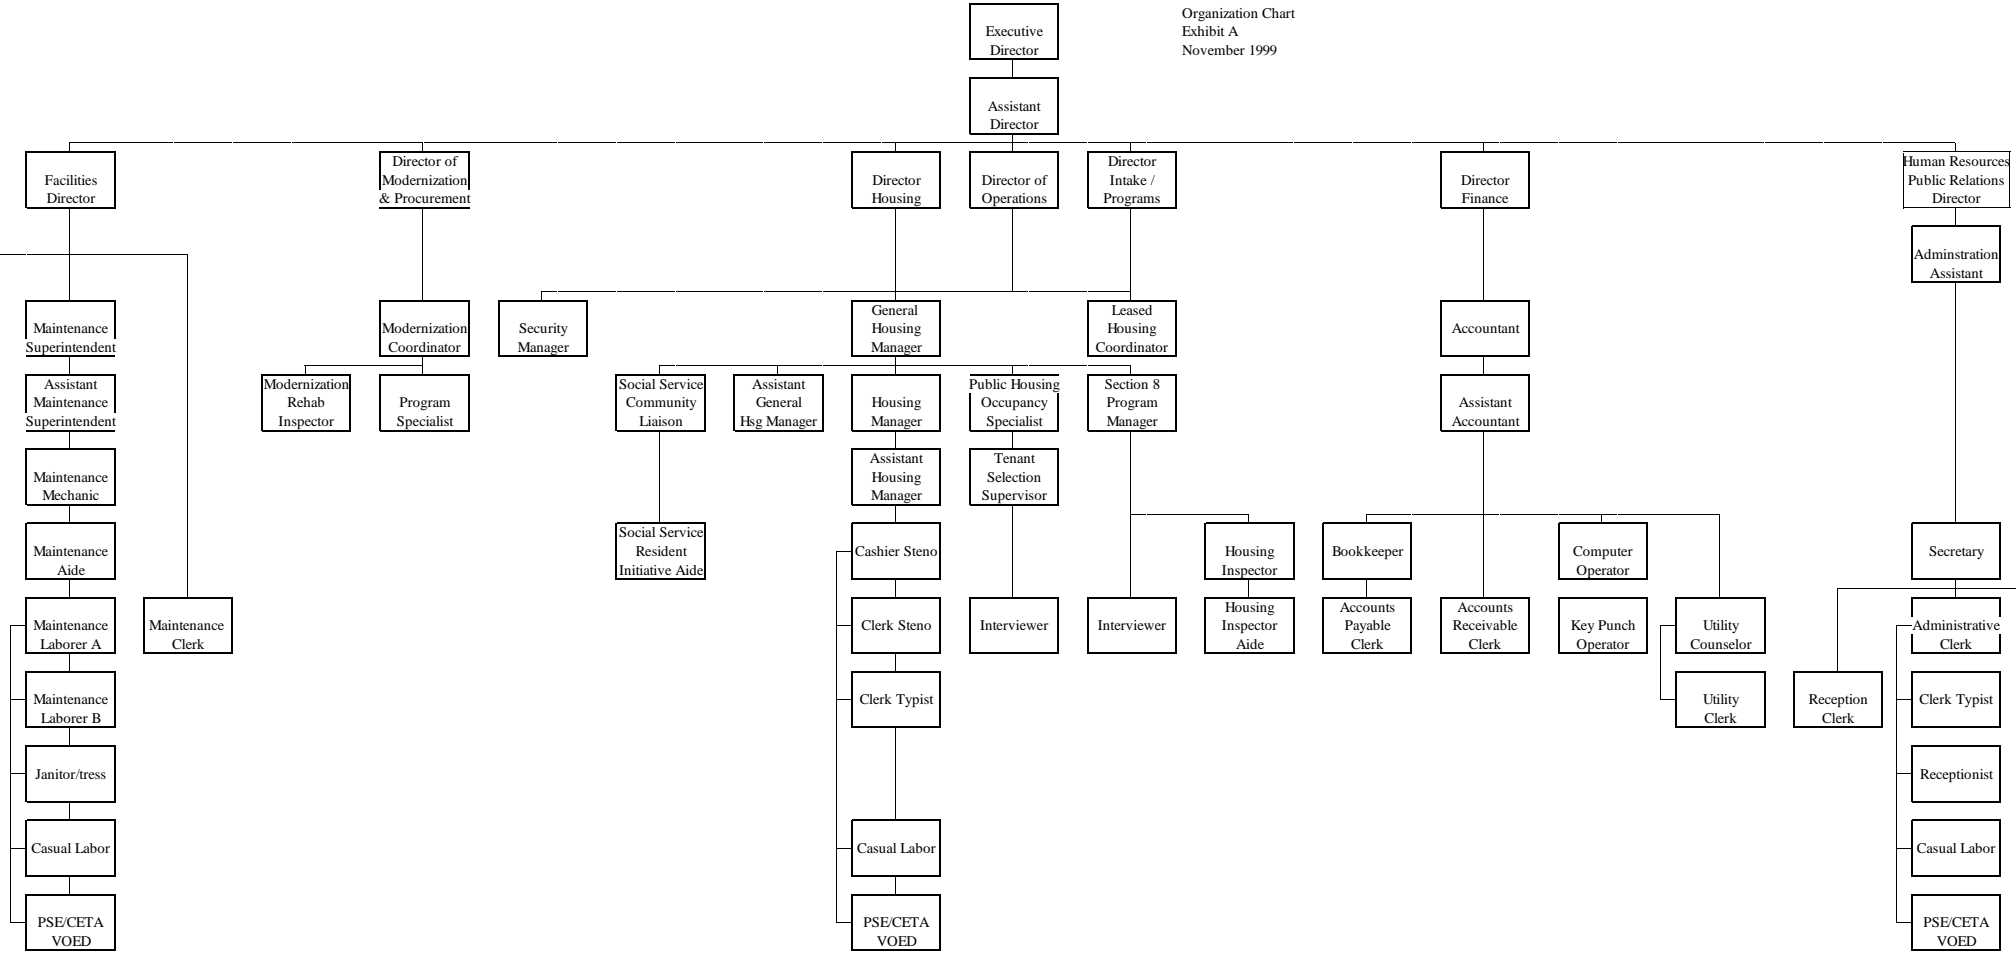 Organization Chart
Exhibit A
November 1999
Executive
Director
Assistant
Director
Facilities
Director
Director of
Modernization
& Procurement
Director
Housing
Director of
Operations
Director
Intake /
Programs
Director
Finance
Human Resources
Public Relations
Director
Adminstration
Assistant
Maintenance
Superintendent
Modernization
Coordinator
Security
Manager
General
Housing
Manager
Leased
Housing
Coordinator
Accountant
Assistant
Maintenance
Superintendent
Modernization
Rehab
Inspector
Program
Specialist
Social Service
Community
Liaison
Assistant
General
Hsg Manager
Housing
Manager
Public Housing
Occupancy
Specialist
Section 8
Program
Manager
Assistant
Accountant
Maintenance
Mechanic
Assistant
Housing
Manager
Tenant
Selection
Supervisor
Maintenance
Aide
Social Service
Resident
Initiative Aide
Cashier Steno
Housing
Inspector
Bookkeeper
Computer
Operator
Secretary
Maintenance
Laborer A
Maintenance
Clerk
Clerk Steno
Interviewer
Interviewer
Housing
Inspector
Aide
Accounts
Payable
Clerk
Accounts
Receivable
Clerk
Key Punch
Operator
Utility
Counselor
Administrative
Clerk
Maintenance
Laborer B
Clerk Typist
Utility
Clerk
Reception
Clerk
Clerk Typist
Janitor/tress
Receptionist
Casual Labor
Casual Labor
Casual Labor
PSE/CETA
VOED
PSE/CETA
VOED
PSE/CETA
VOED